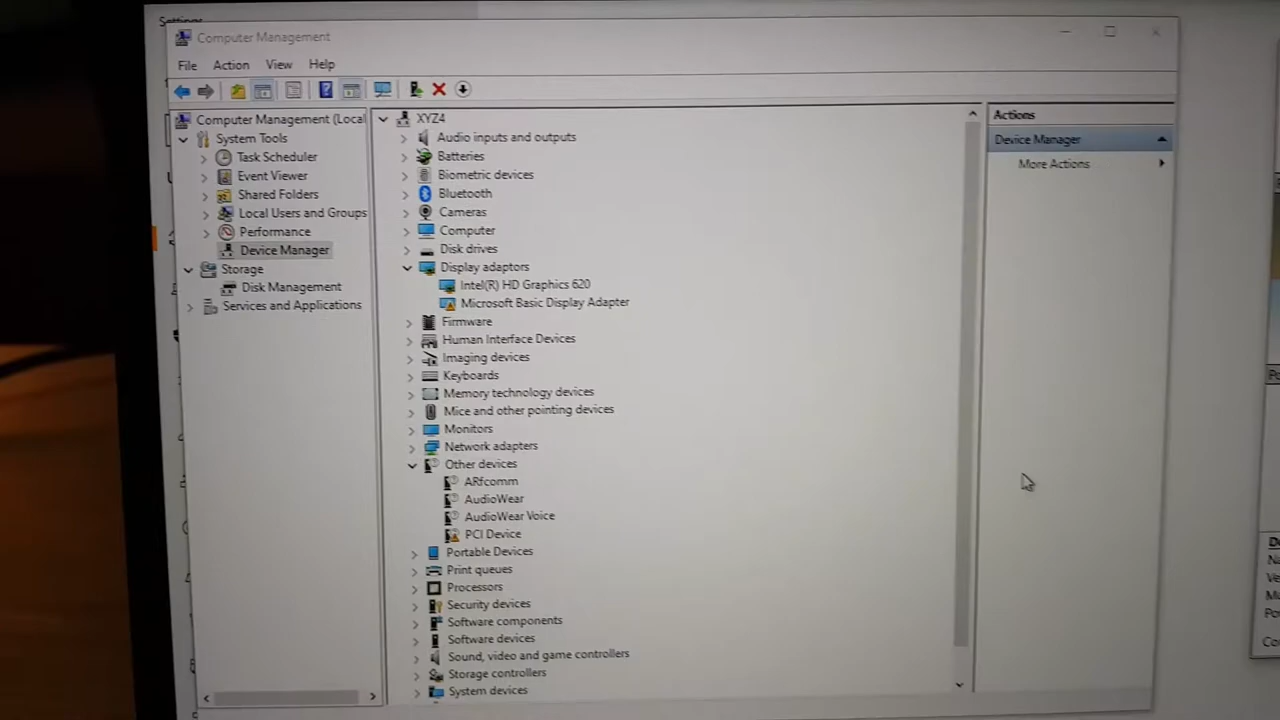 Computer Management
File Action View Help
Computer Management (Local
System Tools
Task Scheduler
Event Viewer
Shared Folders
Local Users and Groups
Performance
Device Manager
Storage
Disk Management
Services and Applications
XYZ4
Audio inputs and outputs
Batteries
Biometric devices
Bluetooth
Cameras
Computer
Disk drives
Display adaptors
Intel(R) HD Graphics 620
Microsoft Basic Display Adapter
Firmware
Human Interface Devices
Imaging devices
Keyboards
Memory technology devices
Mice and other pointing devices
Monitors
Network adapters
Other devices
ARfcomm
AudioWear
AudioWear Voice
PCI Device
Portable Devices
Print queues
Processors
Security devices
Software components
Software devices
Sound, video and game controllers
Storage controllers
System devices
Actions
Device Manager
More Actions